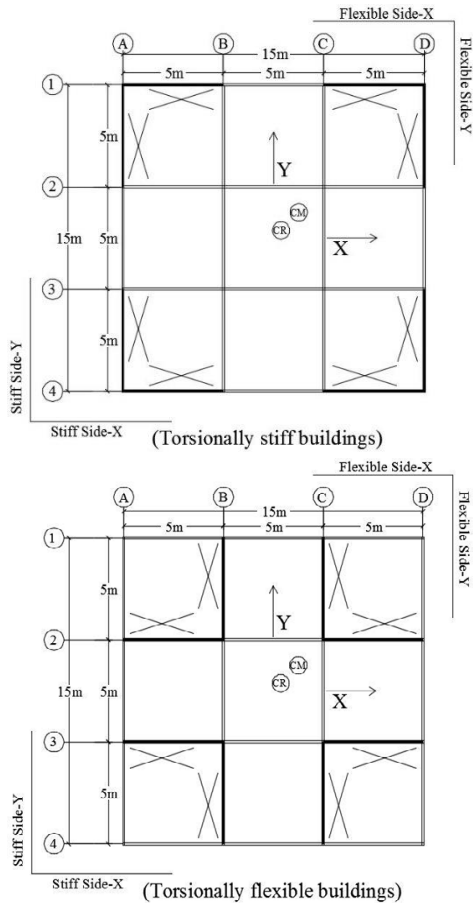 Flexible Side-X
A B C D
15m
5m 5m 5m
Flexible Side-Y
1
5m
2
Y
CM
CR
15m
5m
X
3
5m
4
Stiff Side-Y
Stiff Side-X
(Torsionally stiff buildings)
Flexible Side-X
A B C D
15m
5m 5m 5m
Flexible Side-Y
1
5m
2
Y
CM
CR
15m
5m
X
3
5m
4
Stiff Side-Y
Stiff Side-X
(Torsionally flexible buildings)